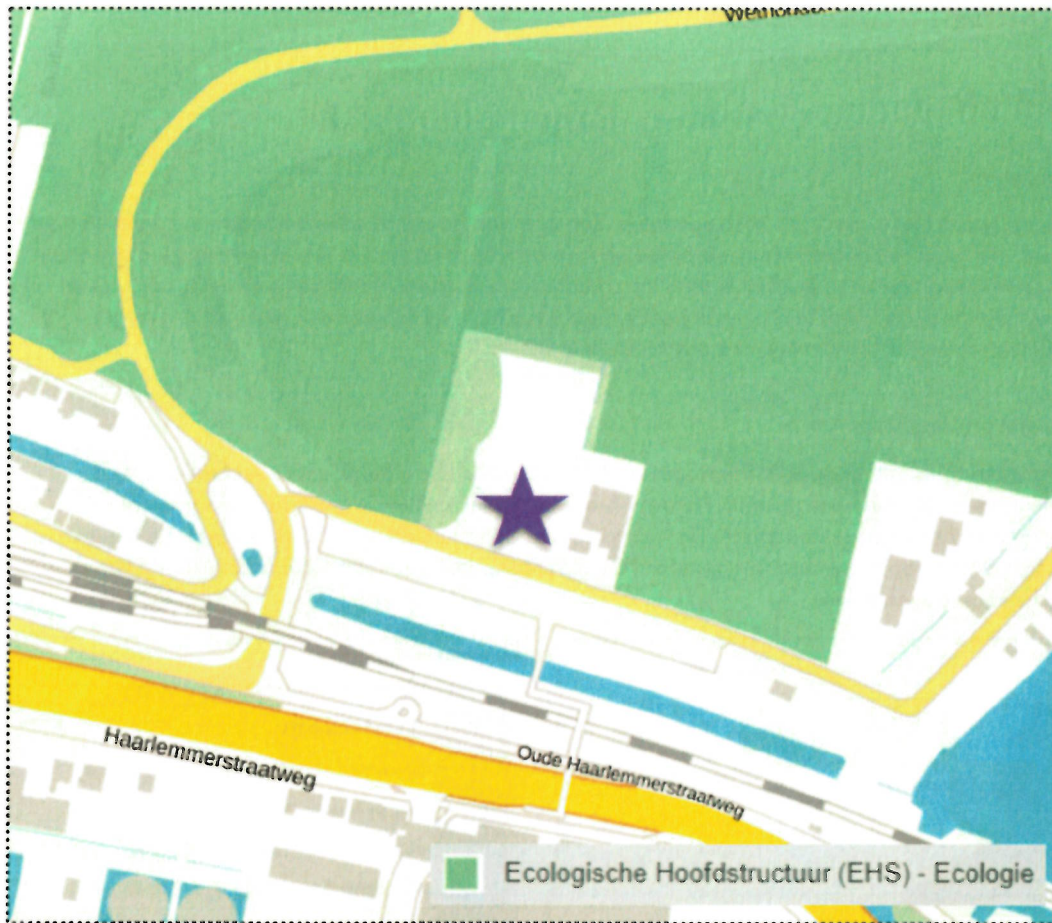 Haarlemmerstraatweg
Oude Haarlemmerstraatweg
Ecologische Hoofdstructuur (EHS) - Ecologie